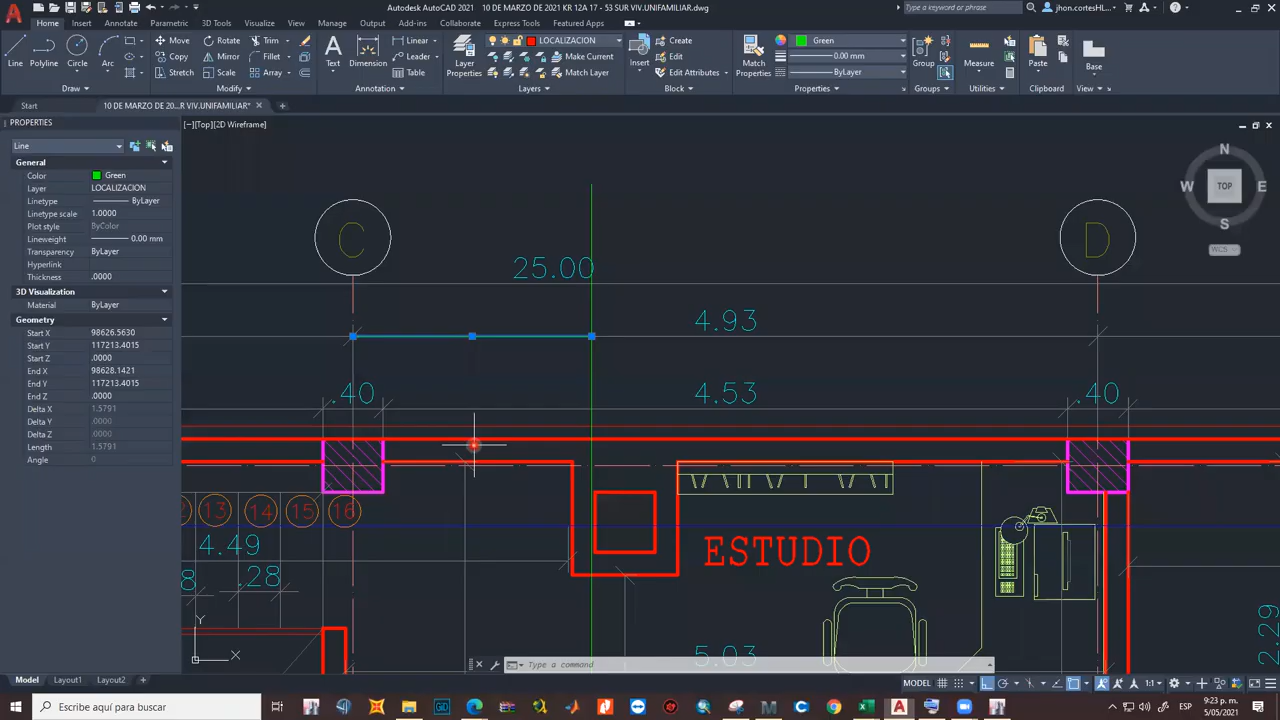 Autodesk AutoCAD 2021 10 DE MARZO DE 2021 KR 12A 17 - 53 SUR VIV.UNIFAMILIAR.dwg
Type a keyword or phrase
jhon.cortesHL...
Home Insert Annotate Parametric 3D Tools Visualize View Manage Output Add-ins Collaborate Express Tools Featured Apps
Line Polyline Circle Arc
Move Rotate Trim
Copy Mirror Fillet
Stretch Scale Array
Text Dimension
Linear
Leader
Table
Layer Properties
LOCALIZACION
Make Current
Match Layer
Insert
Create
Edit
Edit Attributes
Match Properties
Green
0.00 mm
ByLayer
Group Measure Paste Base
Draw Modify Annotation Layers Block Properties Groups Utilities Clipboard View
Start 10 DE MARZO DE 20...R VIV.UNIFAMILIAR*
PROPERTIES
Line
General
Color Green
Layer LOCALIZACION
Linetype ByLayer
Linetype scale 1.0000
Plot style ByColor
Lineweight 0.00 mm
Transparency ByLayer
Hyperlink
Thickness .0000
3D Visualization
Material ByLayer
Geometry
Start X 98626.5630
Start Y 117213.4015
Start Z .0000
End X 98628.1421
End Y 117213.4015
End Z .0000
Delta X 1.5791
Delta Y .0000
Delta Z .0000
Length 1.5791
Angle 0
[−][Top][2D Wireframe]
N
W TOP E
S
WCS
C D
25.00
4.93
.40 4.53 .40
13 14 15 16
4.49
8 .28
ESTUDIO
5.03
2.29
Y
X
Type a command
Model Layout1 Layout2
MODEL
1:1
Escribe aquí para buscar
ESP
9:23 p. m.
5/05/2021